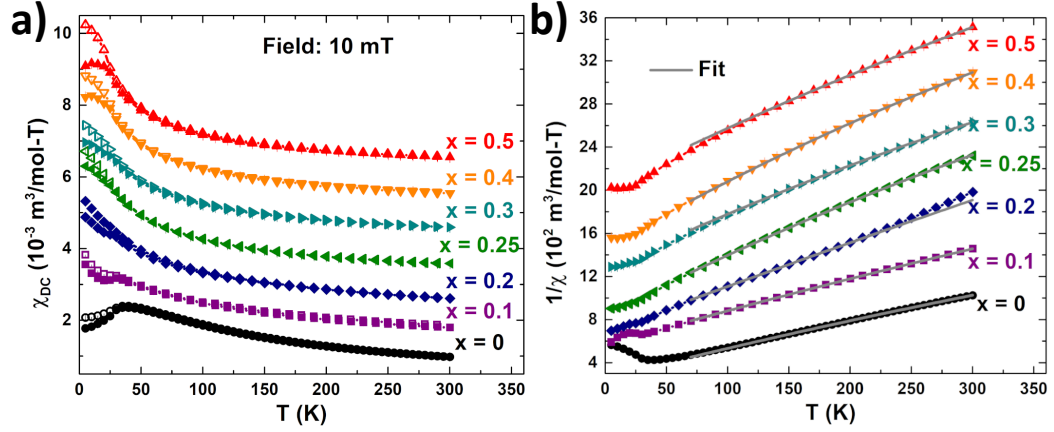 a)
Field: 10 mT
χDC (10⁻³ m³/mol-T)
10
8
6
4
2
x = 0.5
x = 0.4
x = 0.3
x = 0.25
x = 0.2
x = 0.1
x = 0
0 50 100 150 200 250 300 350
T (K)
b)
Fit
1/χ (10² m³/mol-T)
36
32
28
24
20
16
12
8
4
x = 0.5
x = 0.4
x = 0.3
x = 0.25
x = 0.2
x = 0.1
x = 0
0 50 100 150 200 250 300 350
T (K)